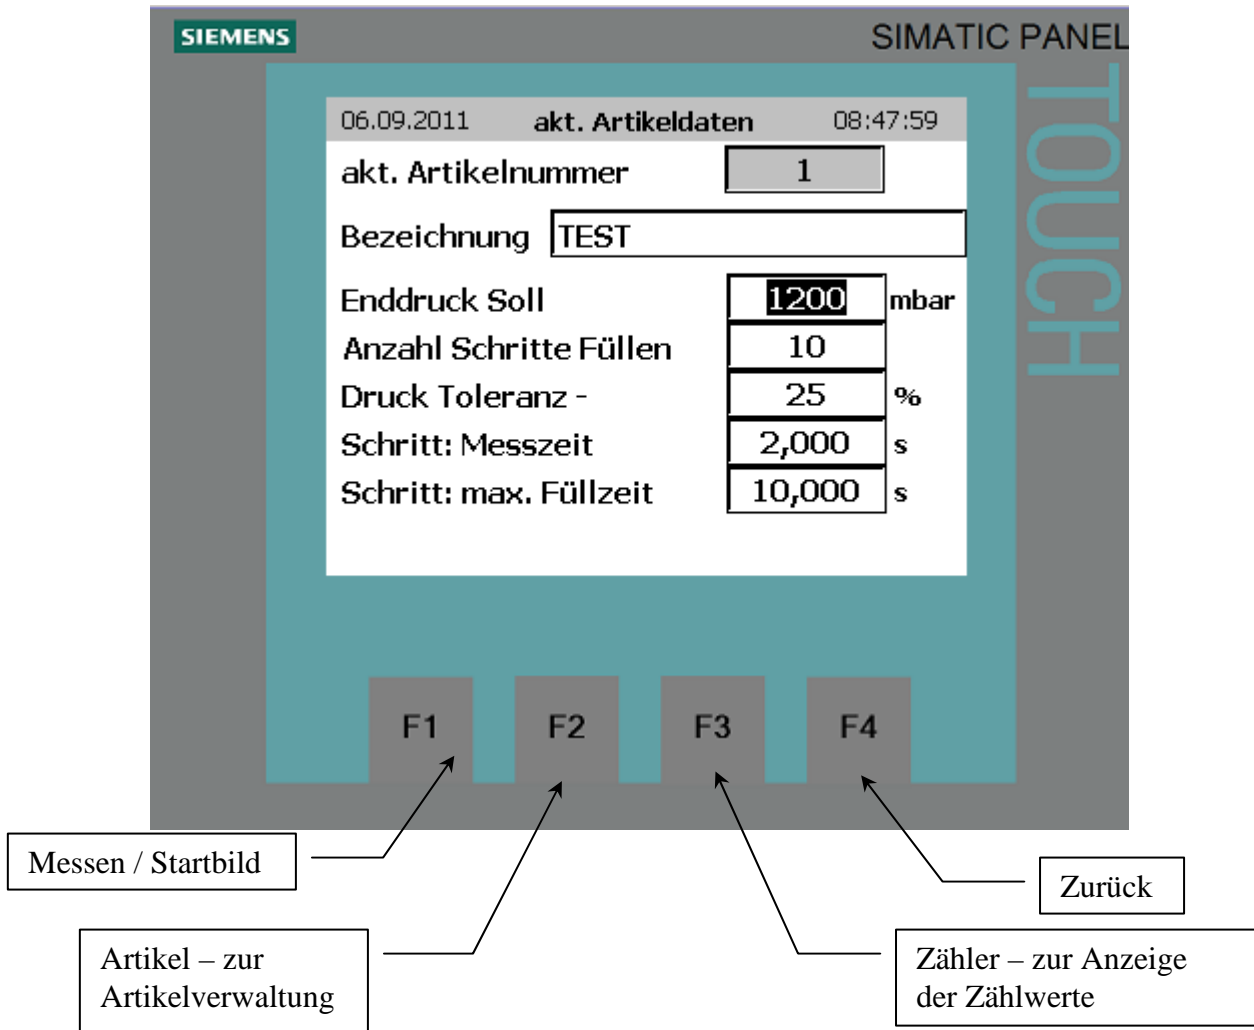 SIEMENS
SIMATIC PANEL
TOUCH
06.09.2011 akt. Artikeldaten 08:47:59
akt. Artikelnummer 1
Bezeichnung TEST
Enddruck Soll 1200 mbar
Anzahl Schritte Füllen 10
Druck Toleranz - 25 %
Schritt: Messzeit 2,000 s
Schritt: max. Füllzeit 10,000 s
F1 F2 F3 F4
Messen / Startbild
Zurück
Artikel – zur
Artikelverwaltung
Zähler – zur Anzeige
der Zählwerte